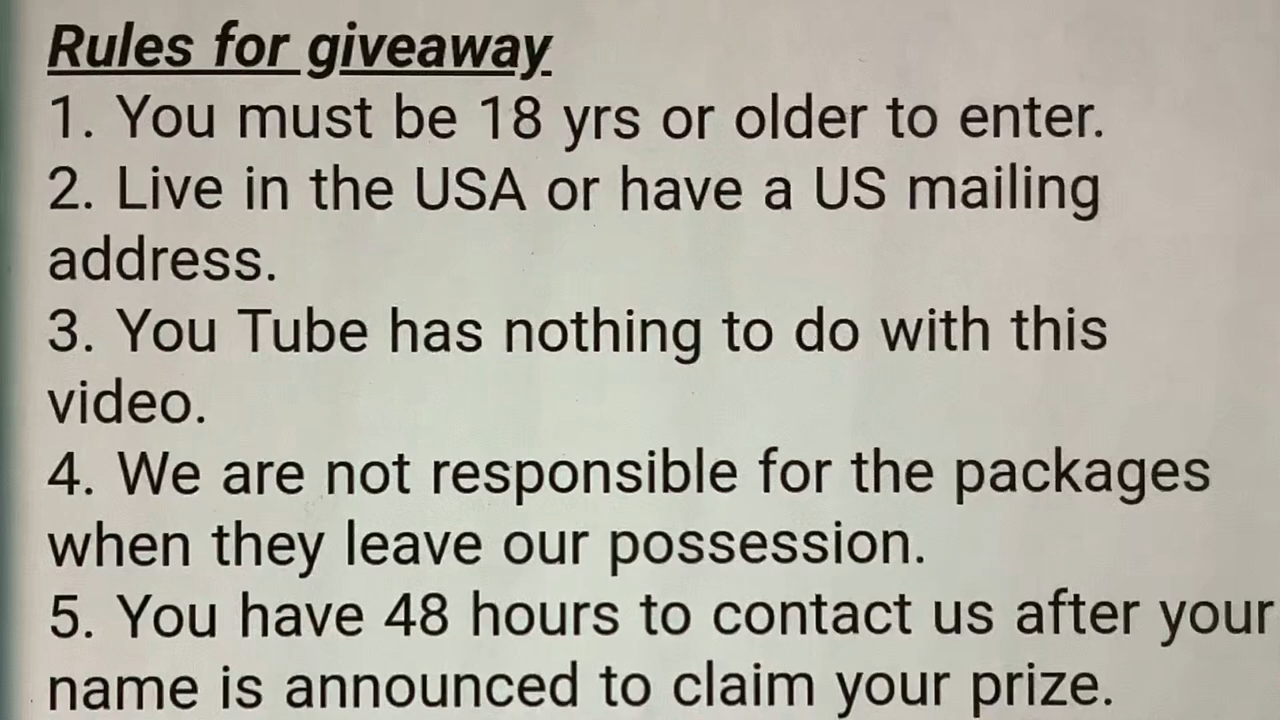 Rules for giveaway
1. You must be 18 yrs or older to enter.
2. Live in the USA or have a US mailing
address.
3. You Tube has nothing to do with this
video.
4. We are not responsible for the packages
when they leave our possession.
5. You have 48 hours to contact us after your
name is announced to claim your prize.